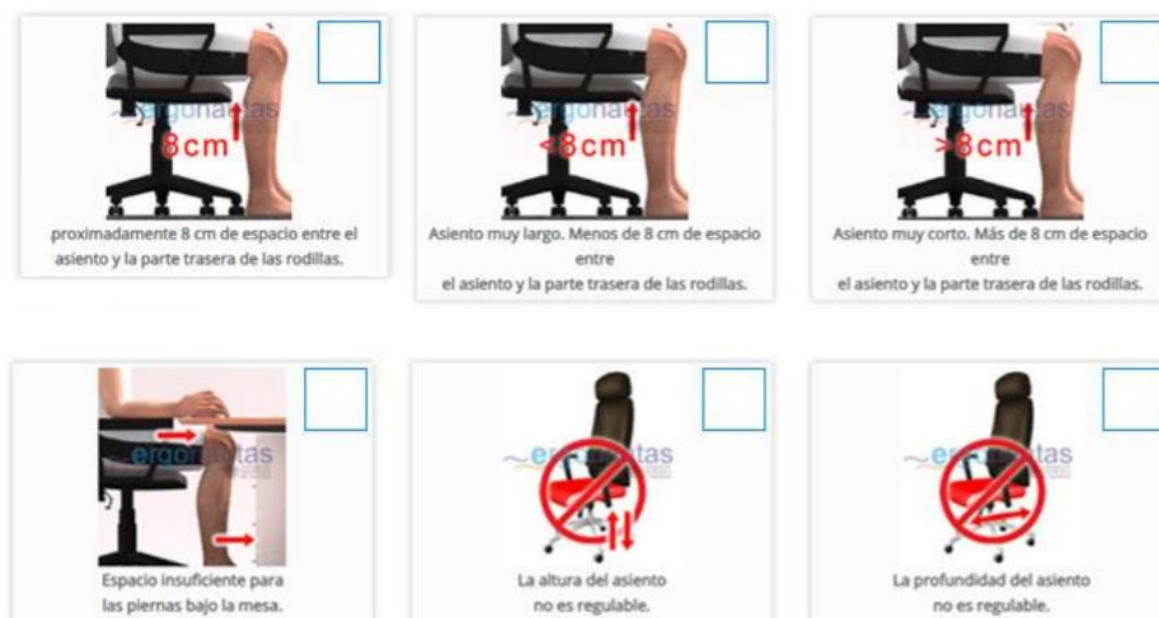 8cm
<8cm
>8cm
proximadamente 8 cm de espacio entre el
asiento y la parte trasera de las rodillas.
Asiento muy largo. Menos de 8 cm de espacio
entre
el asiento y la parte trasera de las rodillas.
Asiento muy corto. Más de 8 cm de espacio
entre
el asiento y la parte trasera de las rodillas.
ergonautas
Espacio insuficiente para
las piernas bajo la mesa.
La altura del asiento
no es regulable.
La profundidad del asiento
no es regulable.